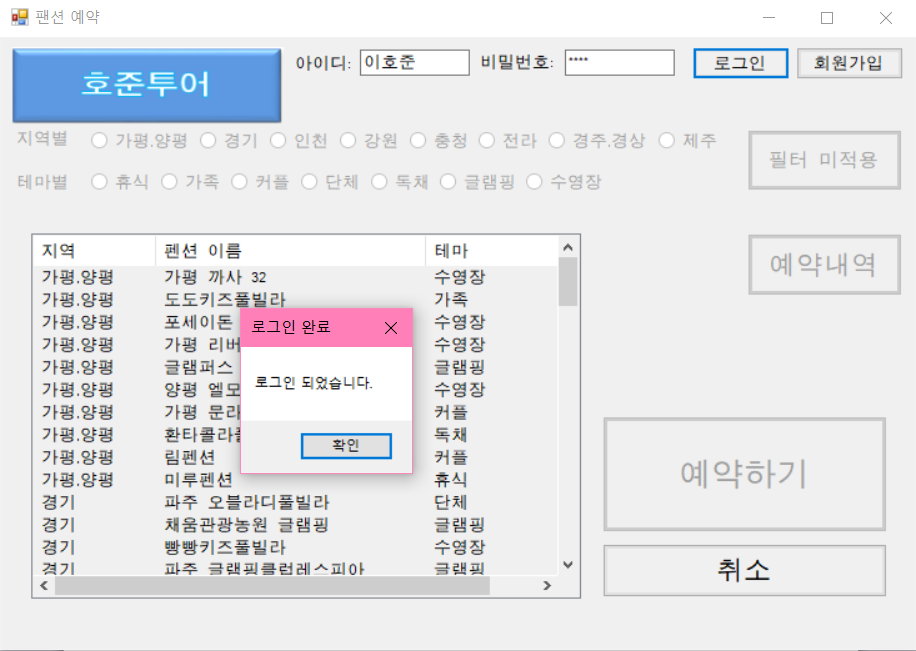 팬션 예약
호준투어
아이디: 이호준 비밀번호: **** 로그인 회원가입
지역별 가평.양평 경기 인천 강원 충청 전라 경주.경상 제주
테마별 휴식 가족 커플 단체 독채 글램핑 수영장
필터 미적용
예약내역
지역 펜션 이름 테마
가평.양평 가평 까사 32 수영장
가평.양평 도도키즈풀빌라 가족
가평.양평 포세이돈 수영장
가평.양평 가평 리버 수영장
가평.양평 글램퍼스 글램핑
가평.양평 양평 엘모 수영장
가평.양평 가평 문라 커플
가평.양평 환타콜라 독채
가평.양평 림펜션 커플
가평.양평 미루펜션 휴식
경기 파주 오블라디풀빌라 단체
경기 채움관광농원 글램핑 글램핑
경기 빵빵키즈풀빌라 수영장
경기 파주 글램핑클럽레스피아 글램핑
로그인 완료
로그인 되었습니다.
확인
예약하기
취소